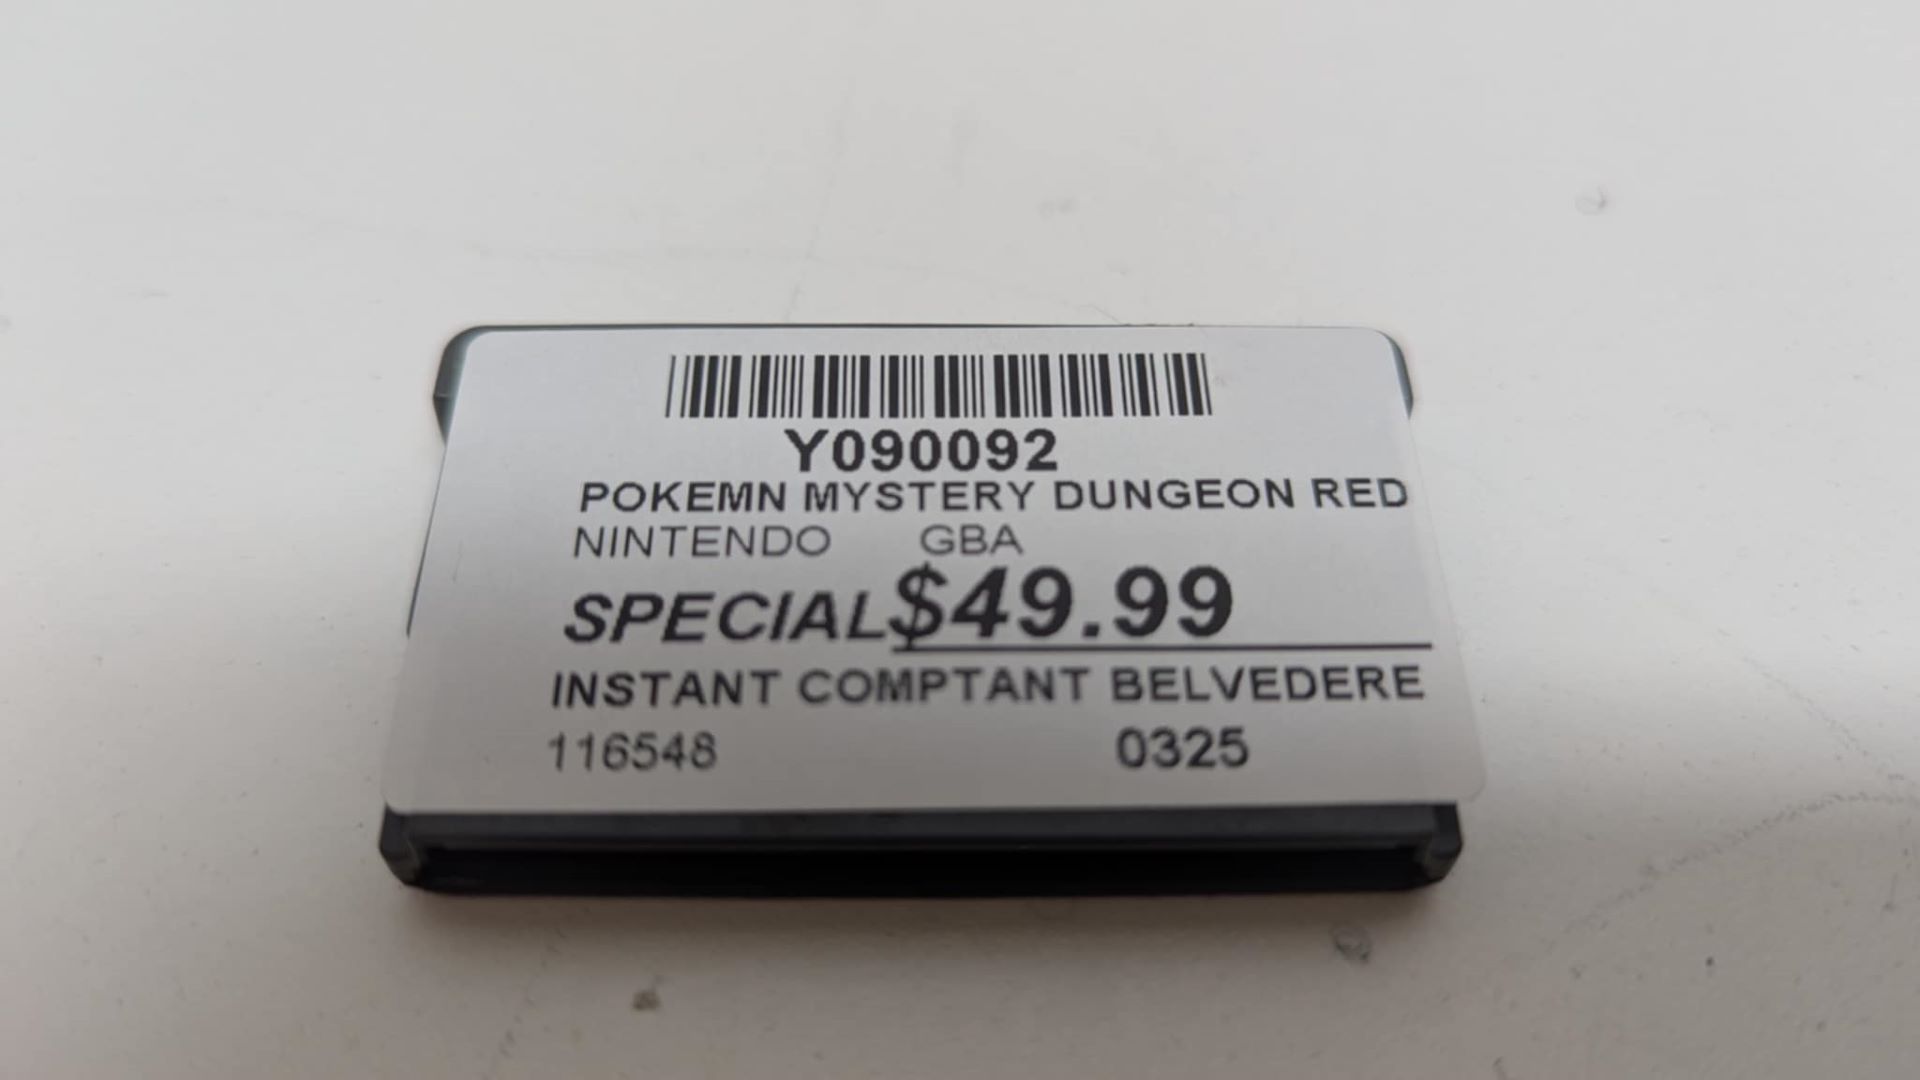 Y090092
POKEMN MYSTERY DUNGEON RED
NINTENDO GBA
SPECIAL $49.99
INSTANT COMPTANT BELVEDERE
116548 0325